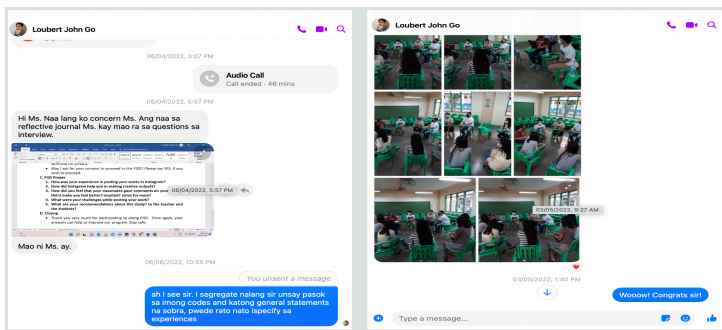 Loubert John Go
06/04/2022, 3:07 PM
Audio Call
Call ended · 46 mins
06/04/2022, 5:57 PM
Hi Ms. Naa lang ko concern Ms. Ang naa sa
reflective journal Ms. kay mao ra sa questions sa
interview.
May I ask for your consent to proceed in this FGD? Please say YES, if you
wish to proceed.
C. FGD Proper
1. How was your experience in posting your works in Instagram?
2. How did Instagram help you in making creative outputs?
3. How did you feel that your classmates gave comments on your
Did it make you feel better? Insulted? Strive for more?
4. What were your challenges while posting your work?
5. What are your recommendations about this study? to the teacher and
the students?
D. Closing
Thank you very much for participating us along FGD. Once again, your
answers can help us improve our program. Stay safe.
06/04/2022, 5:57 PM
Mao ni Ms. ay.
06/06/2022, 10:55 PM
You unsent a message
ah I see sir. I segregate nalang sir unsay pasok
sa imong codes and katong general statements
na sobra, pwede rato nato ispecify sa
experiences
Loubert John Go
03/05/2022, 9:27 AM
03/05/2022, 1:40 PM
Wooow! Congrats sir!
Type a message...